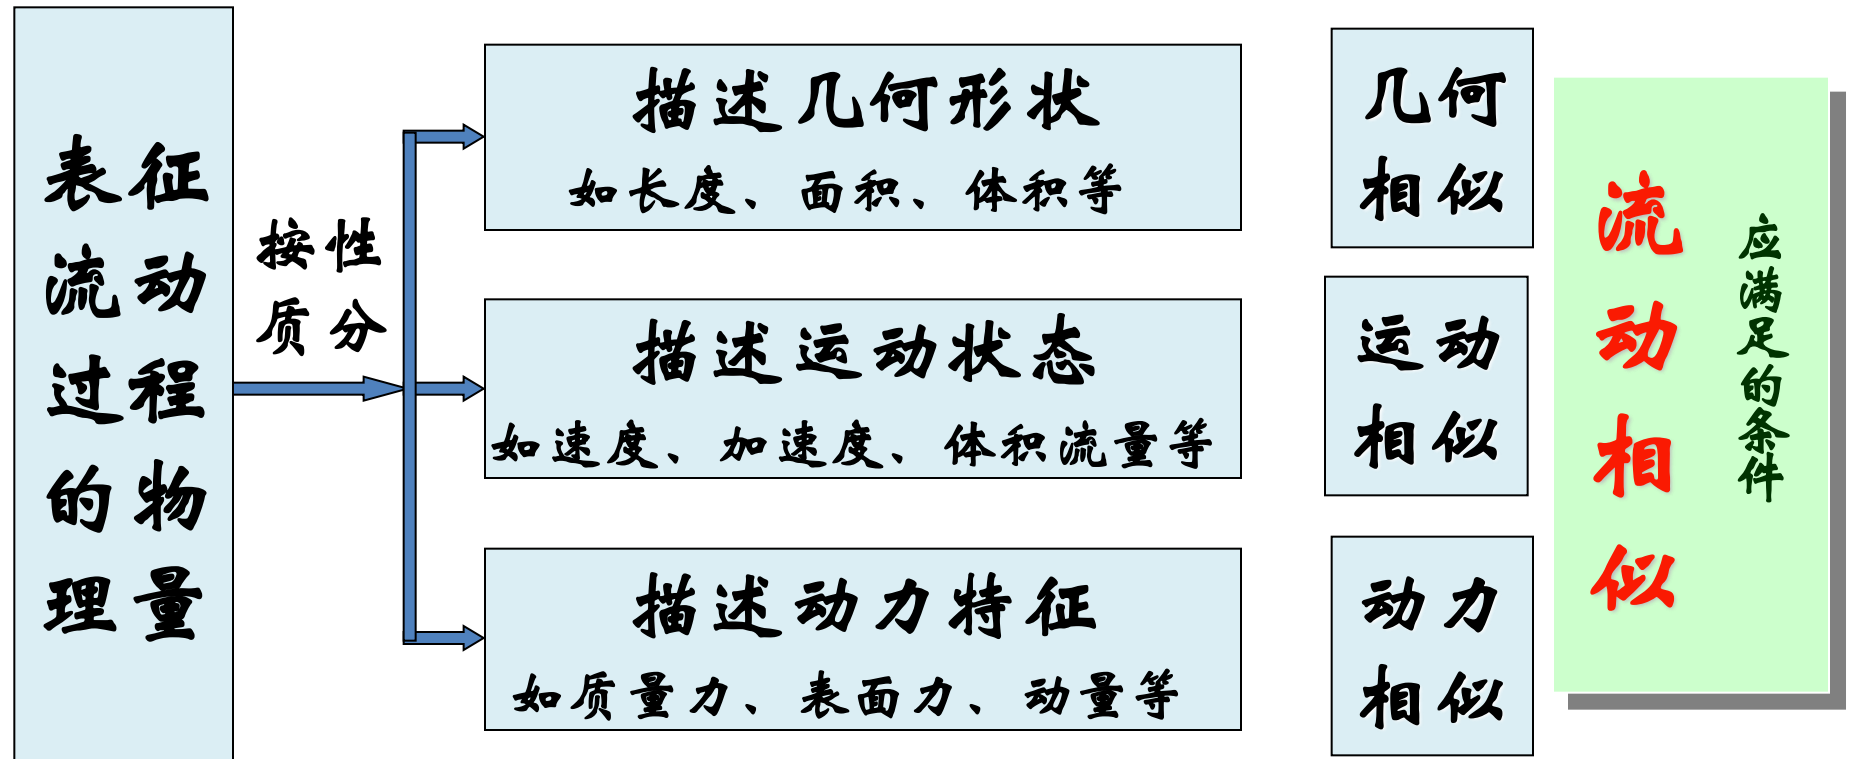 表征
流动
过程
的物
理量
按性
质分
描述几何形状
如长度、面积、体积等
描述运动状态
如速度、加速度、体积流量等
描述动力特征
如质量力、表面力、动量等
几何
相似
运动
相似
动力
相似
流动相似
应满足的条件